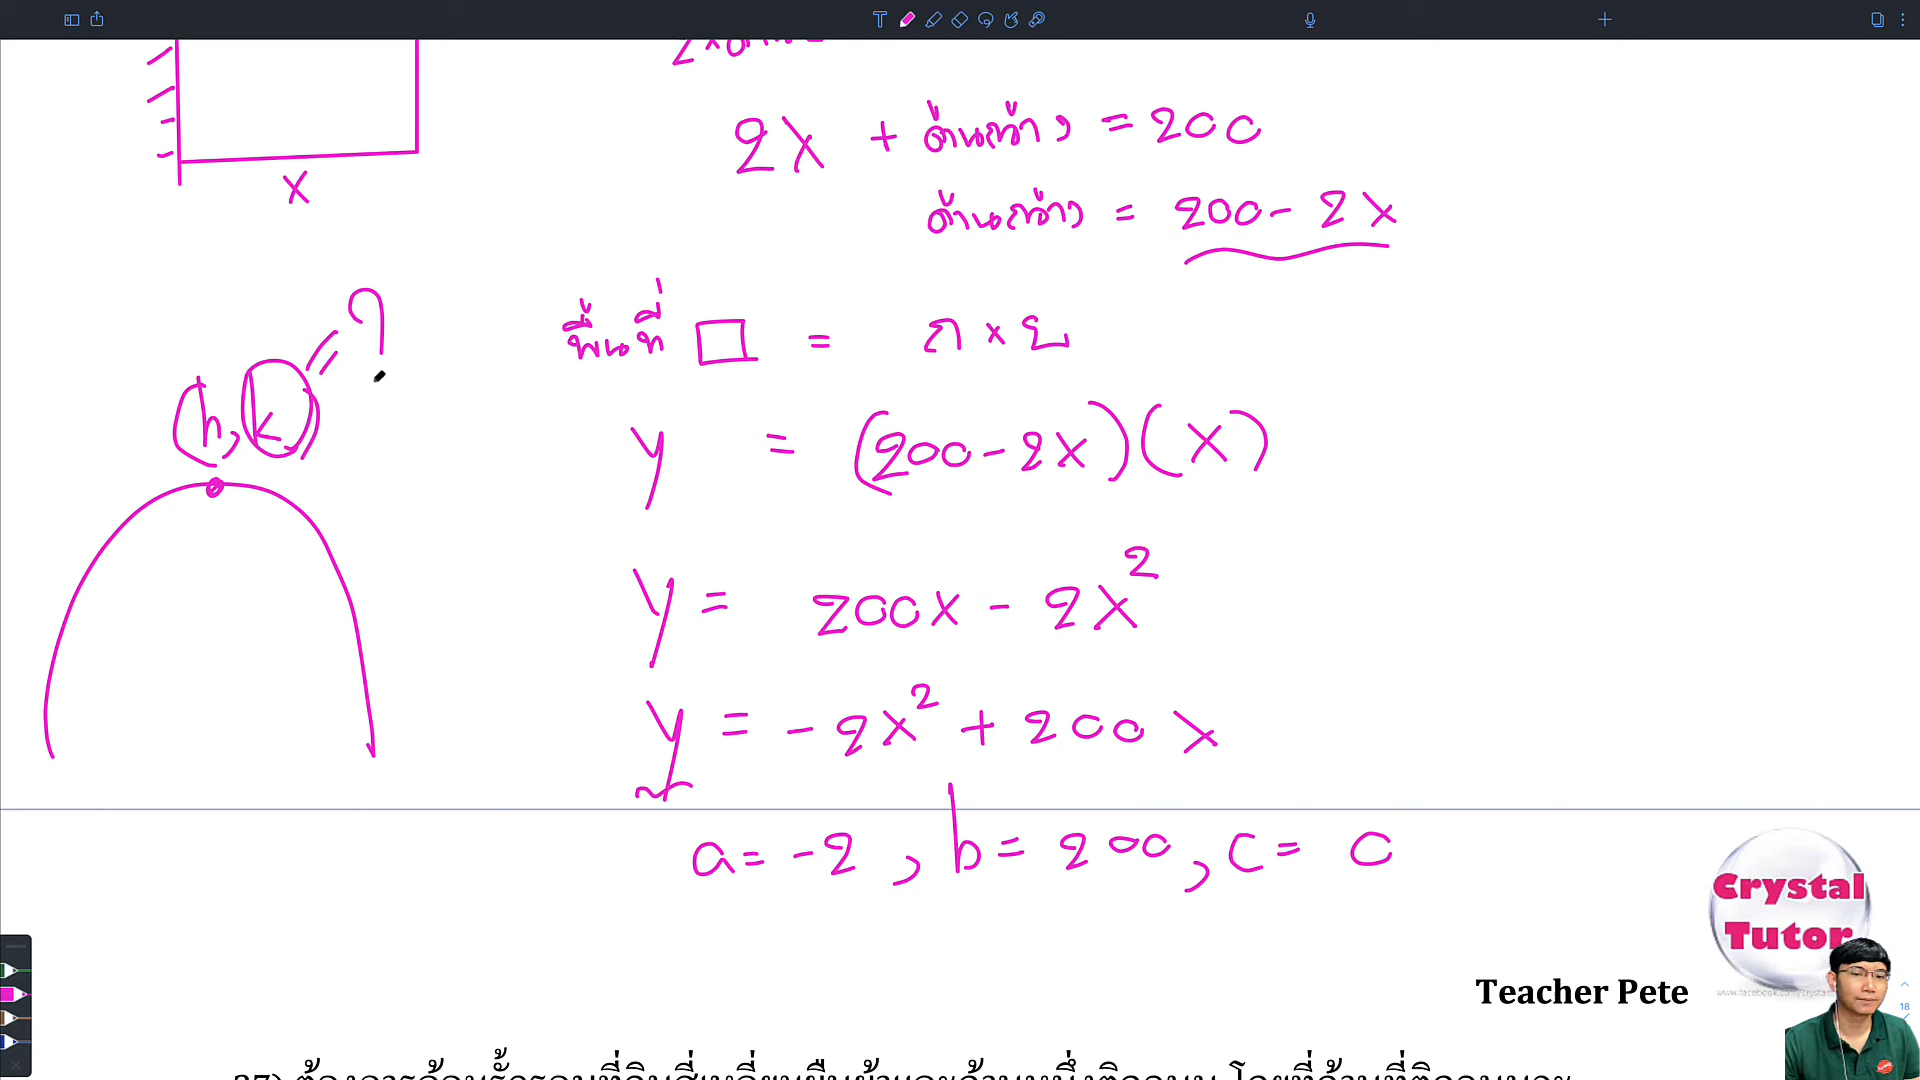 2x + ด้านกว้าง = 200
ด้านกว้าง = 200 - 2x
x
?
พื้นที่ □ = ก × ย
(h, k)
y = (200 - 2x)(x)
y = 200x - 2x²
y = -2x² + 200x
a = -2, b = 200, c = 0
Crystal
Tutor
Teacher Pete
18